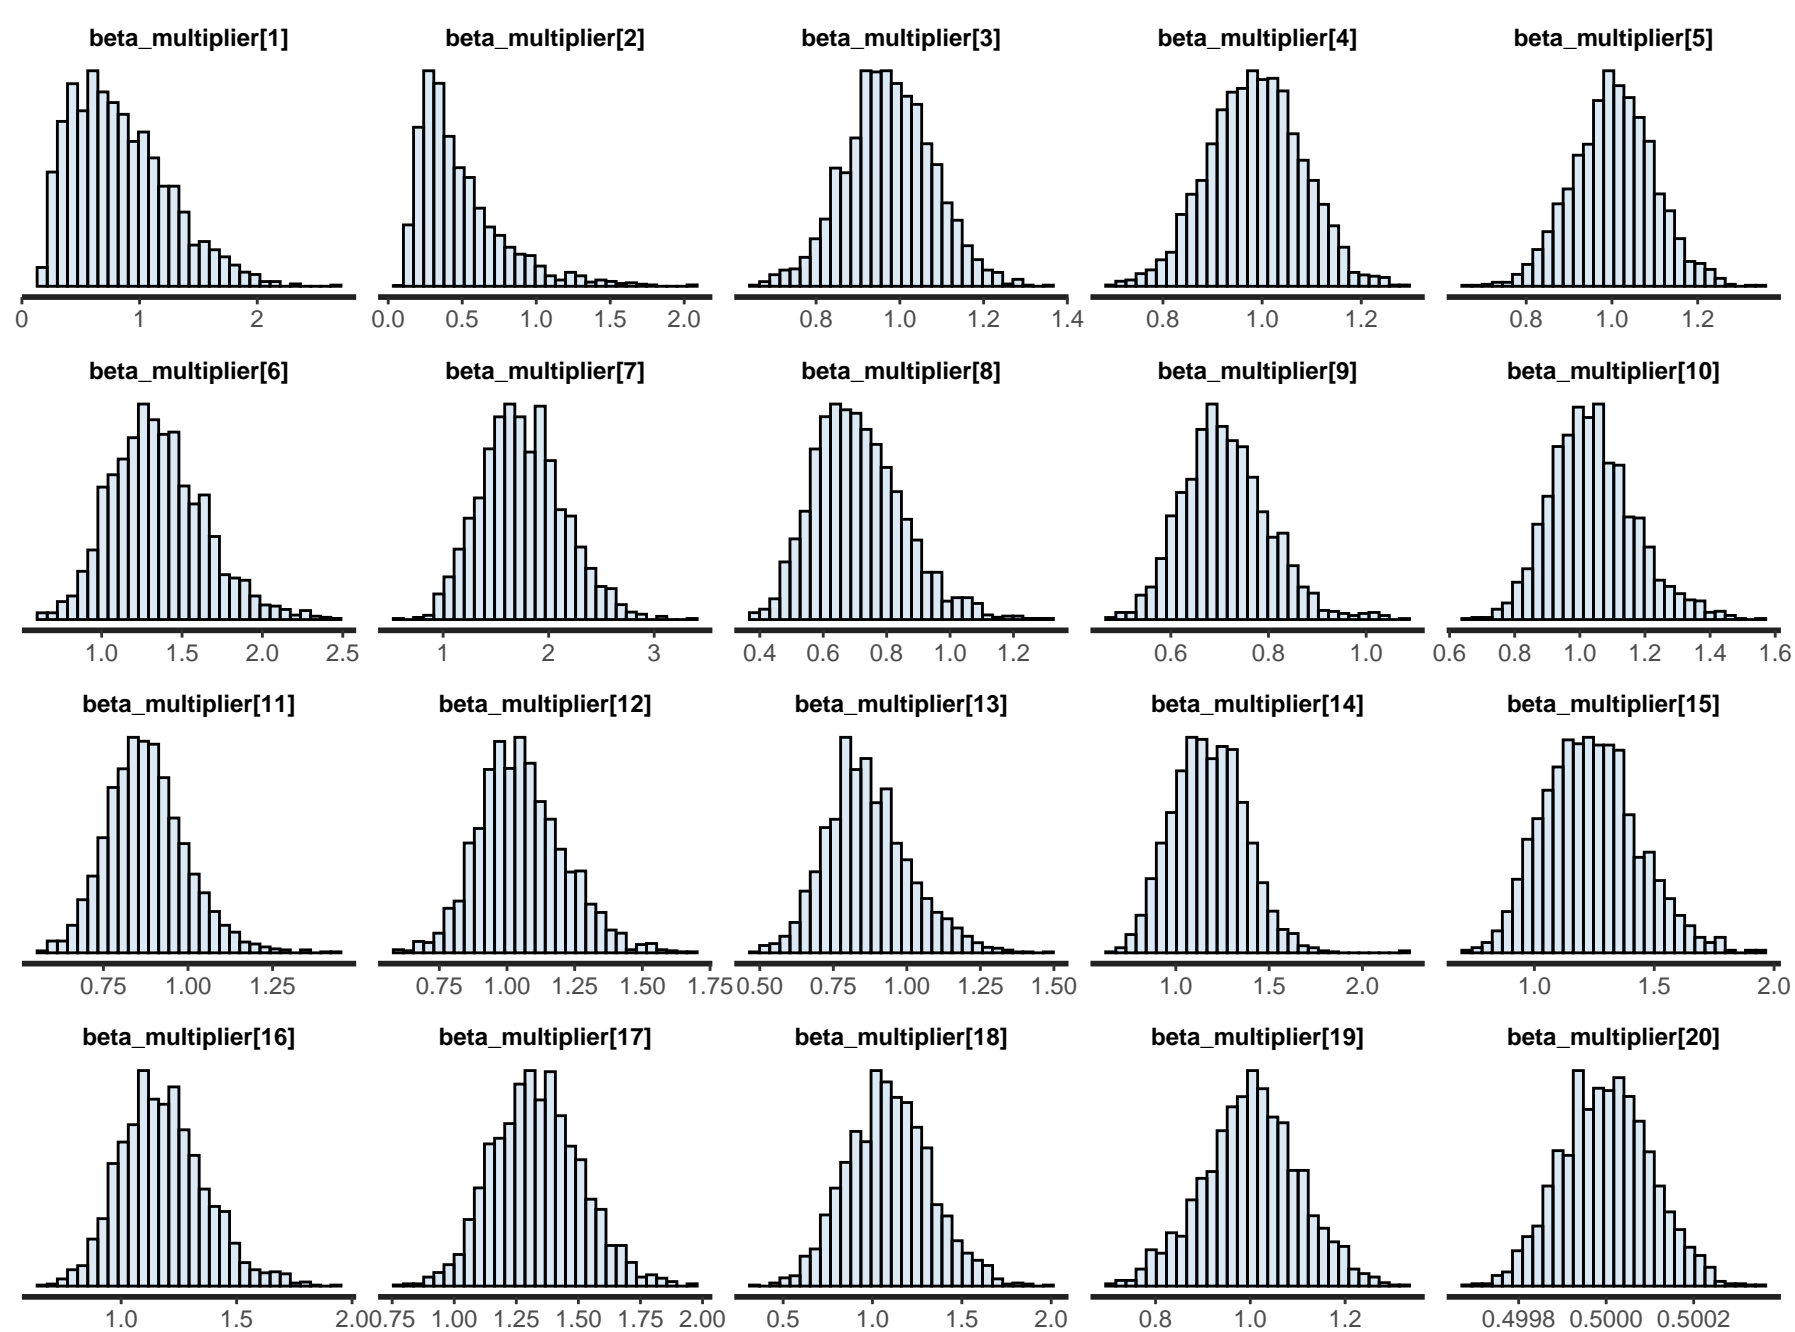 beta_multiplier[1] beta_multiplier[2] beta_multiplier[3] beta_multiplier[4] beta_multiplier[5]
0 1 2 0.0 0.5 1.0 1.5 2.0 0.8 1.0 1.2 1.4 0.8 1.0 1.2 0.8 1.0 1.2
beta_multiplier[6] beta_multiplier[7] beta_multiplier[8] beta_multiplier[9] beta_multiplier[10]
1.0 1.5 2.0 2.5 1 2 3 0.4 0.6 0.8 1.0 1.2 0.6 0.8 1.0 0.6 0.8 1.0 1.2 1.4 1.6
beta_multiplier[11] beta_multiplier[12] beta_multiplier[13] beta_multiplier[14] beta_multiplier[15]
0.75 1.00 1.25 0.75 1.00 1.25 1.50 1.75 0.50 0.75 1.00 1.25 1.50 1.0 1.5 2.0 1.0 1.5 2.0
beta_multiplier[16] beta_multiplier[17] beta_multiplier[18] beta_multiplier[19] beta_multiplier[20]
1.0 1.5 2.0 0.75 1.00 1.25 1.50 1.75 2.00 0.5 1.0 1.5 2.0 0.8 1.0 1.2 0.4998 0.5000 0.5002